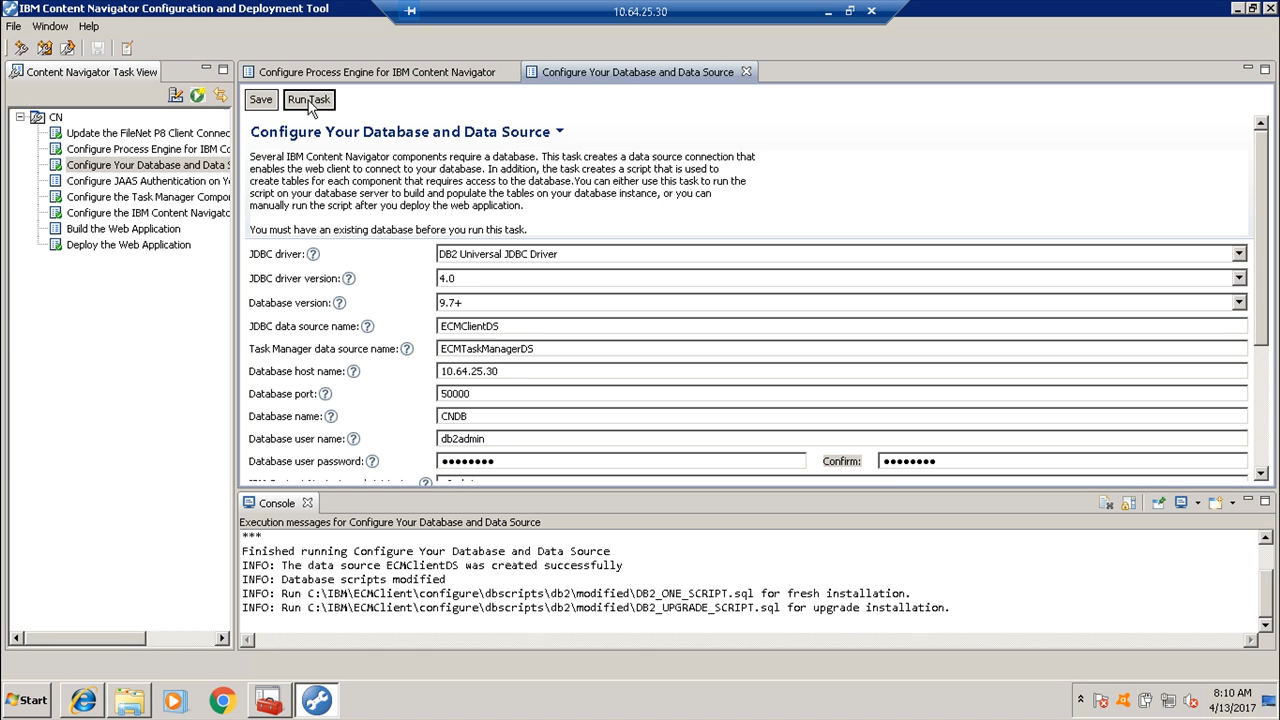 IBM Content Navigator Configuration and Deployment Tool
10.64.25.30
File Window Help
Content Navigator Task View
Configure Process Engine for IBM Content Navigator
Configure Your Database and Data Source
CN
Update the FileNet P8 Client Connec
Configure Process Engine for IBM Co
Configure Your Database and Data S
Configure JAAS Authentication on Y
Configure the Task Manager Compo
Configure the IBM Content Navigato
Build the Web Application
Deploy the Web Application
Save
Run Task
Configure Your Database and Data Source
Several IBM Content Navigator components require a database. This task creates a data source connection that
enables the web client to connect to your database. In addition, the task creates a script that is used to
create tables for each component that requires access to the database.You can either use this task to run the
script on your database server to build and populate the tables on your database instance, or you can
manually run the script after you deploy the web application.
You must have an existing database before you run this task.
JDBC driver: DB2 Universal JDBC Driver
JDBC driver version: 4.0
Database version: 9.7+
JDBC data source name: ECMClientDS
Task Manager data source name: ECMTaskManagerDS
Database host name: 10.64.25.30
Database port: 50000
Database name: CNDB
Database user name: db2admin
Database user password: ●●●●●●●● Confirm: ●●●●●●●●
Console
Execution messages for Configure Your Database and Data Source
***
Finished running Configure Your Database and Data Source
INFO: The data source ECMClientDS was created successfully
INFO: Database scripts modified
INFO: Run C:\IBM\ECMClient\configure\dbscripts\db2\modified\DB2_ONE_SCRIPT.sql for fresh installation.
INFO: Run C:\IBM\ECMClient\configure\dbscripts\db2\modified\DB2_UPGRADE_SCRIPT.sql for upgrade installation.
Start
8:10 AM
4/13/2017